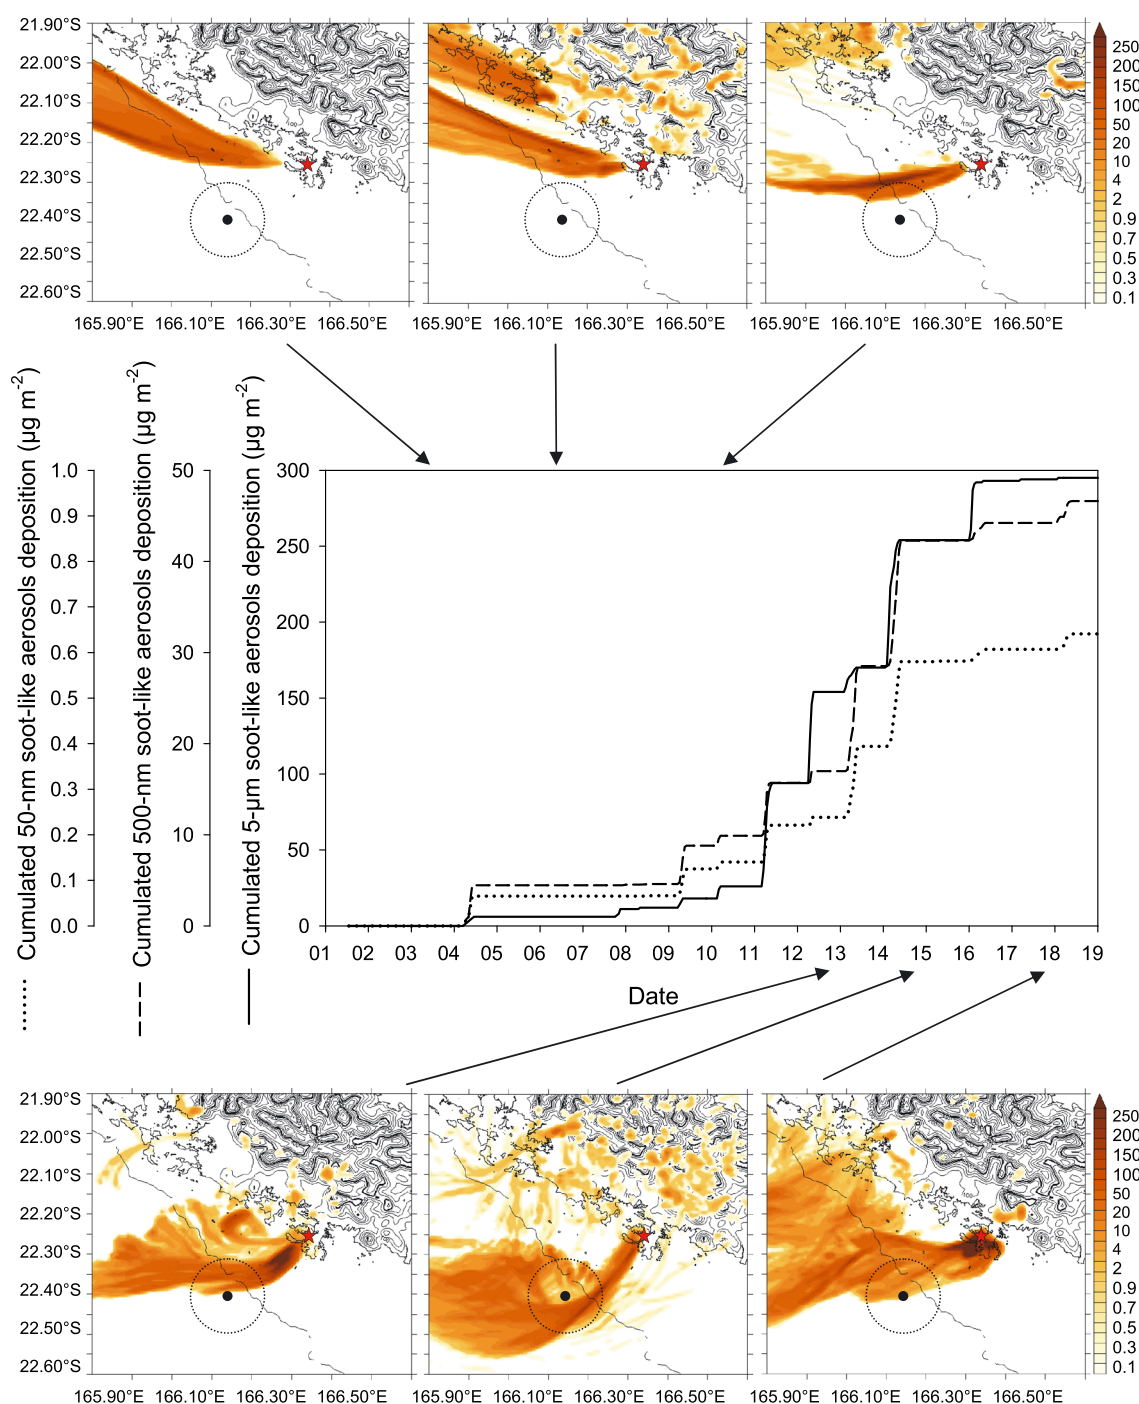 21.90°S
22.00°S
22.10°S
22.20°S
22.30°S
22.40°S
22.50°S
22.60°S
250
200
150
100
50
20
10
4
2
0.9
0.7
0.5
0.3
0.1
165.90°E 166.10°E 166.30°E 166.50°E
165.90°E 166.10°E 166.30°E 166.50°E
165.90°E 166.10°E 166.30°E 166.50°E
Cumulated 50-nm soot-like aerosols deposition (µg m-2)
1.0
0.9
0.8
0.7
0.6
0.5
0.4
0.3
0.2
0.1
0.0
Cumulated 500-nm soot-like aerosols deposition (µg m-2)
50
40
30
20
10
0
Cumulated 5-µm soot-like aerosols deposition (µg m-2)
300
250
200
150
100
50
0
01 02 03 04 05 06 07 08 09 10 11 12 13 14 15 16 17 18 19
Date
21.90°S
22.00°S
22.10°S
22.20°S
22.30°S
22.40°S
22.50°S
22.60°S
250
200
150
100
50
20
10
4
2
0.9
0.7
0.5
0.3
0.1
165.90°E 166.10°E 166.30°E 166.50°E
165.90°E 166.10°E 166.30°E 166.50°E
165.90°E 166.10°E 166.30°E 166.50°E